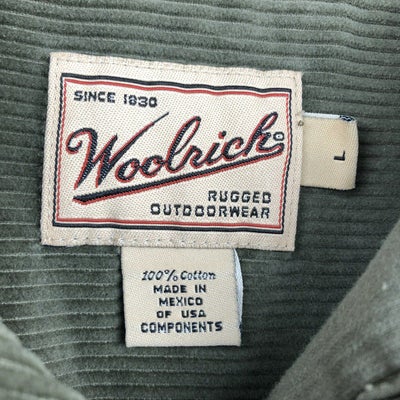 SINCE 1830
Woolrich
RUGGED
OUTDOORWEAR
L
100% Cotton
MADE IN
MEXICO
OF USA
COMPONENTS